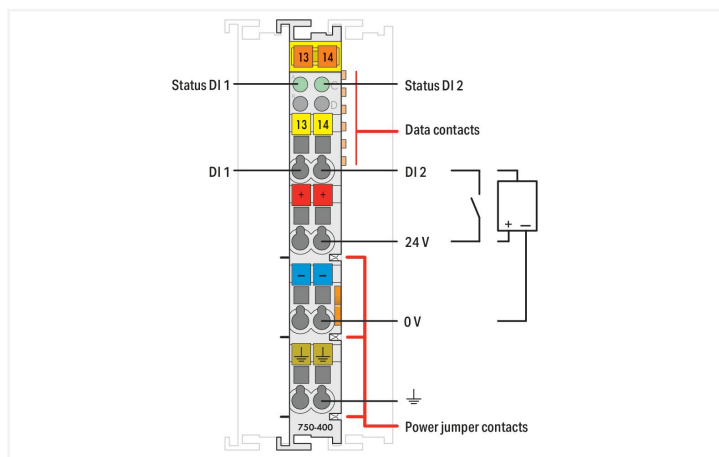 13 14
Status DI 1
C
Status DI 2
D
13 14
Data contacts
DI 1
DI 2
+ +
+ −
24 V
− −
0 V
750-400
Power jumper contacts